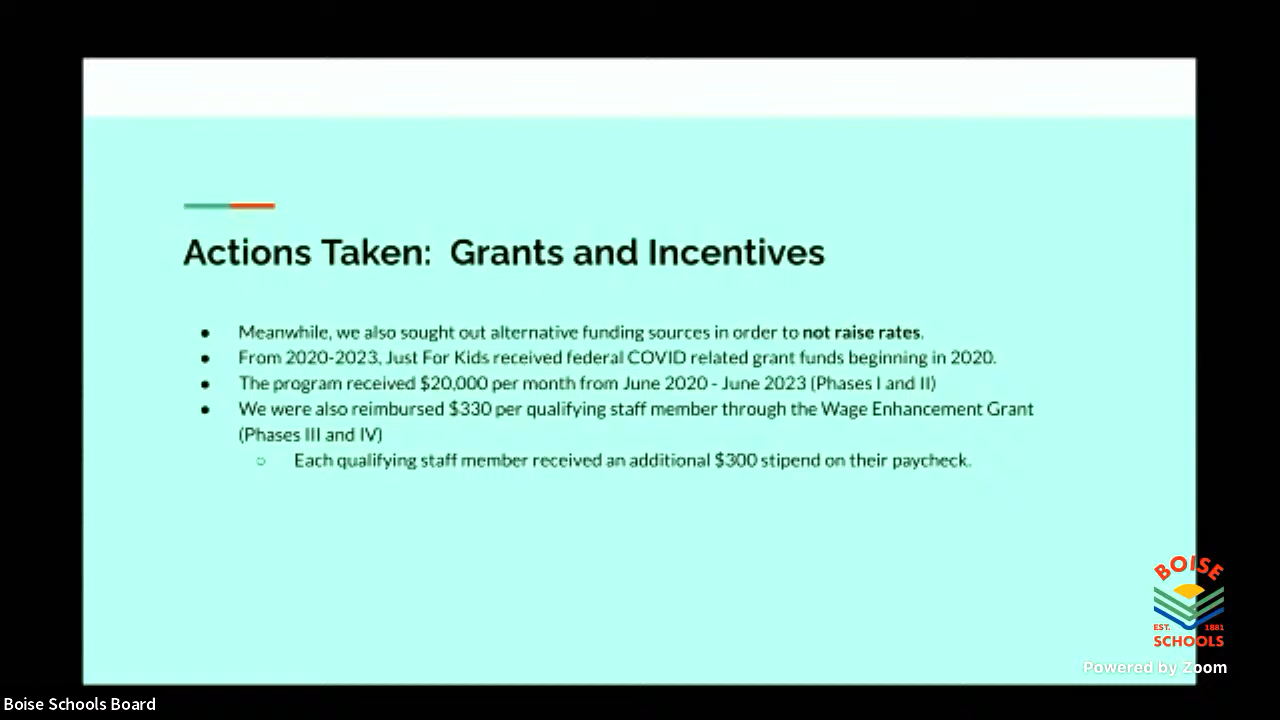 Actions Taken:  Grants and Incentives
● Meanwhile, we also sought out alternative funding sources in order to not raise rates.
● From 2020-2023, Just For Kids received federal COVID related grant funds beginning in 2020.
● The program received $20,000 per month from June 2020 - June 2023 (Phases I and II)
● We were also reimbursed $330 per qualifying staff member through the Wage Enhancement Grant
(Phases III and IV)
○ Each qualifying staff member received an additional $300 stipend on their paycheck.
BOISE
EST. 1881
SCHOOLS
Powered by Zoom
Boise Schools Board